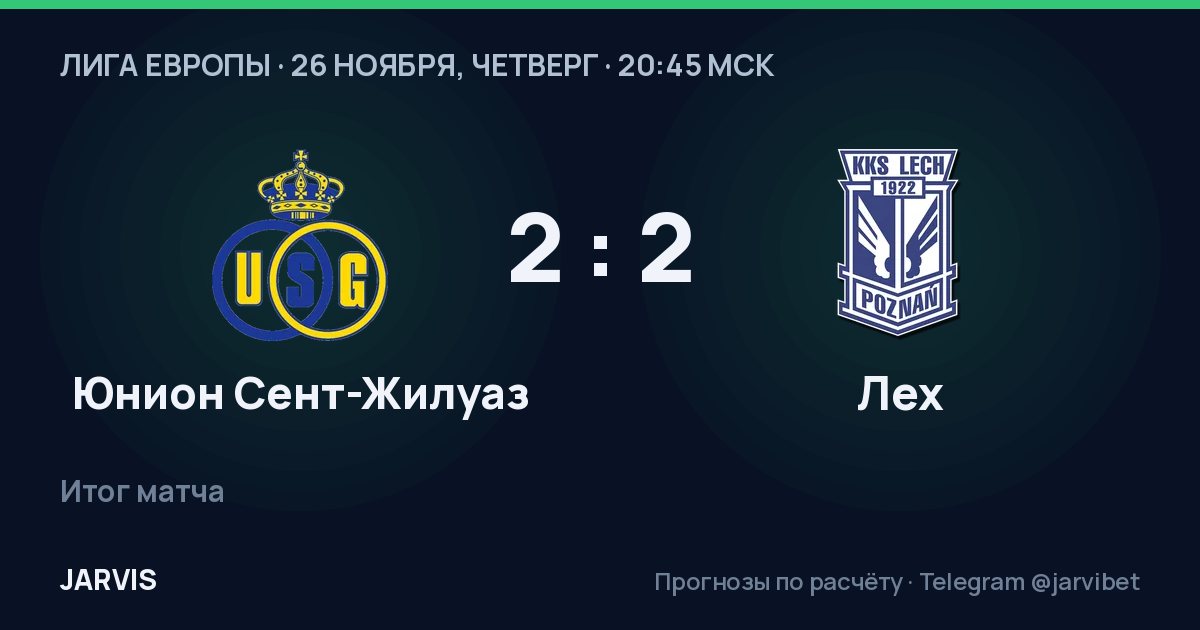 ЛИГА ЕВРОПЫ · 26 НОЯБРЯ, ЧЕТВЕРГ · 20:45 МСК
USG
KKS LECH
1922
POZNAŃ
2 : 2
Юнион Сент-Жилуаз
Лех
Итог матча
JARVIS
Прогнозы по расчёту · Telegram @jarvibet